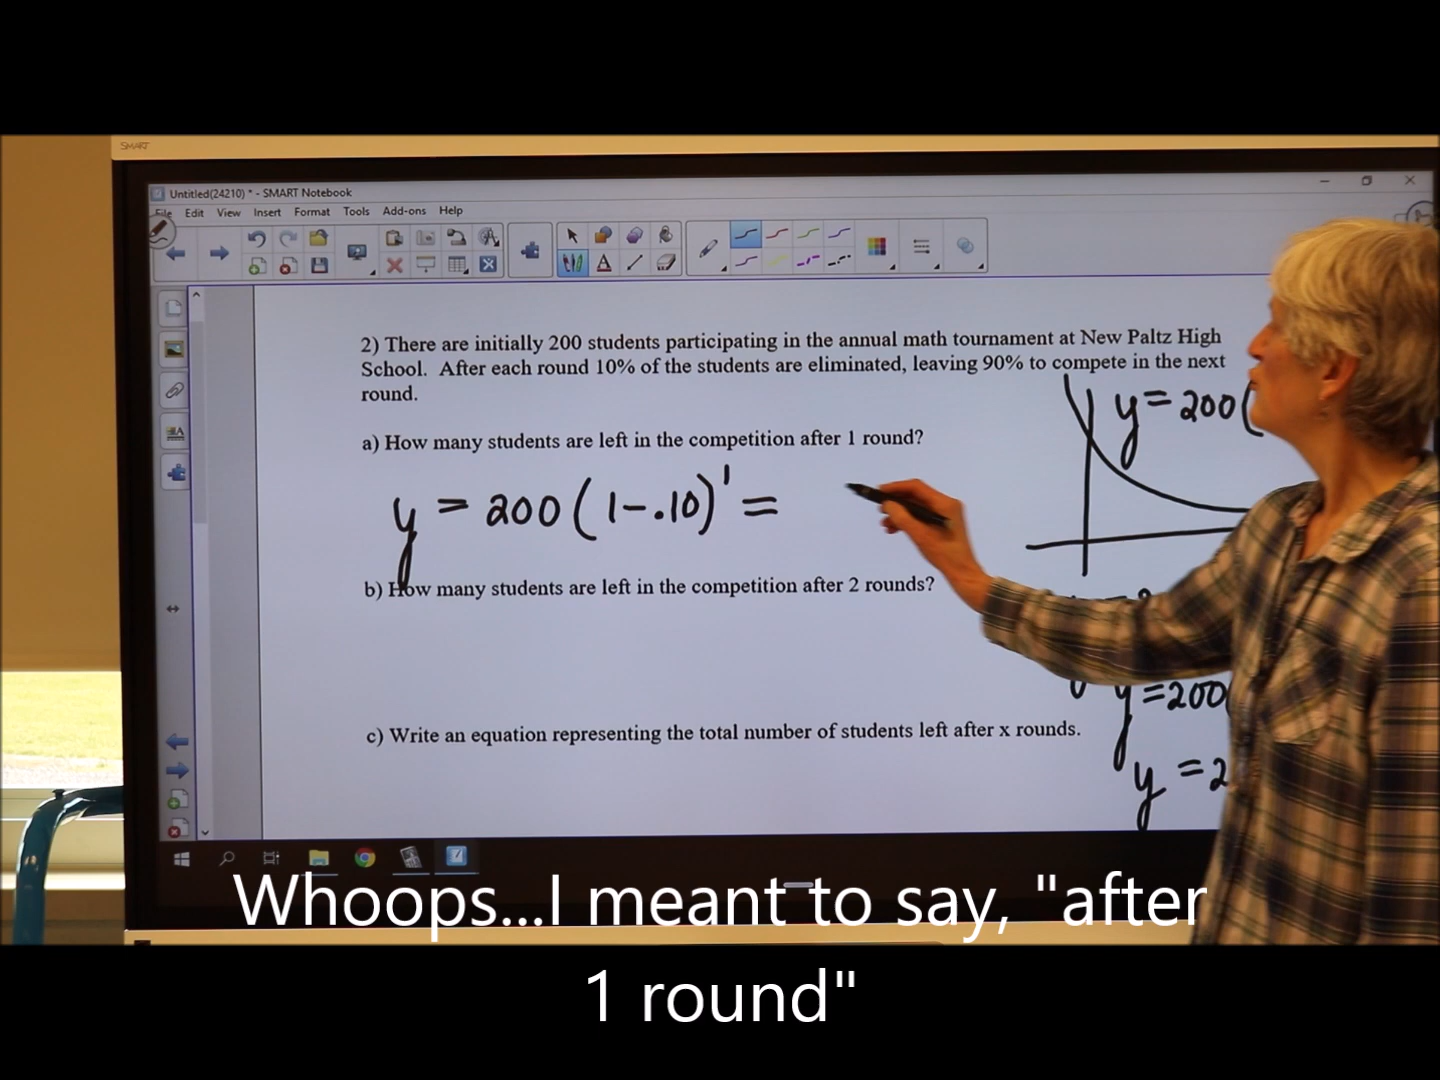 SMART
Untitled(24210) * - SMART Notebook
File Edit View Insert Format Tools Add-ons Help
2) There are initially 200 students participating in the annual math tournament at New Paltz High
School. After each round 10% of the students are eliminated, leaving 90% to compete in the next
round.
y = 200(
a) How many students are left in the competition after 1 round?
y = 200 (1-.10)¹ =
b) How many students are left in the competition after 2 rounds?
y =200
c) Write an equation representing the total number of students left after x rounds.
y = 2
Whoops...I meant to say, "after
1 round"